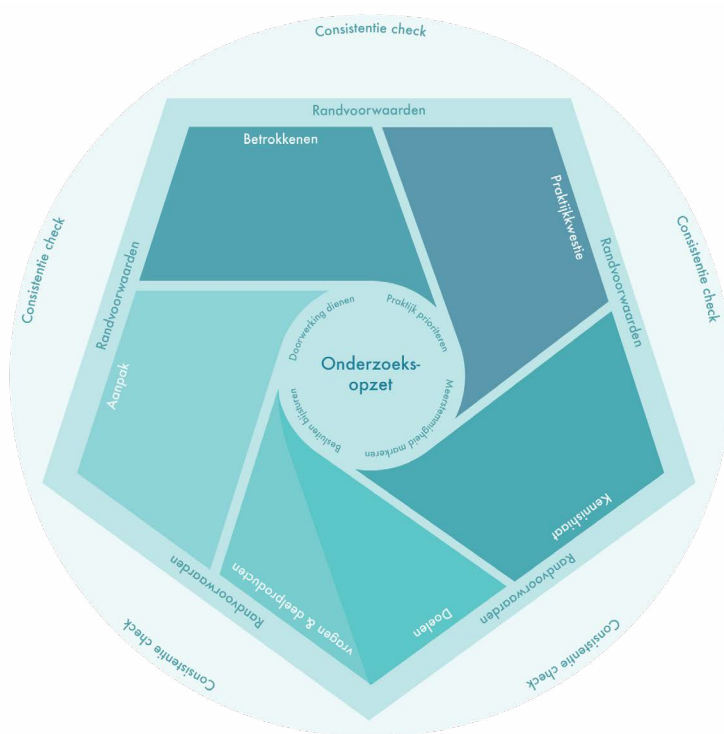 Consistentie check
Randvoorwaarden
Betrokkenen
Praktijkkwestie
Randvoorwaarden
Consistentie check
Kennishiaat
Randvoorwaarden
Consistentie check
Doelen
vragen & deelproducten
Randvoorwaarden
Consistentie check
Aanpak
Randvoorwaarden
Consistentie check
Doorwerking dienen
Praktijk prioriteren
Meerstemmigheid markeren
Besluiten bijsturen
Onderzoeks-
opzet